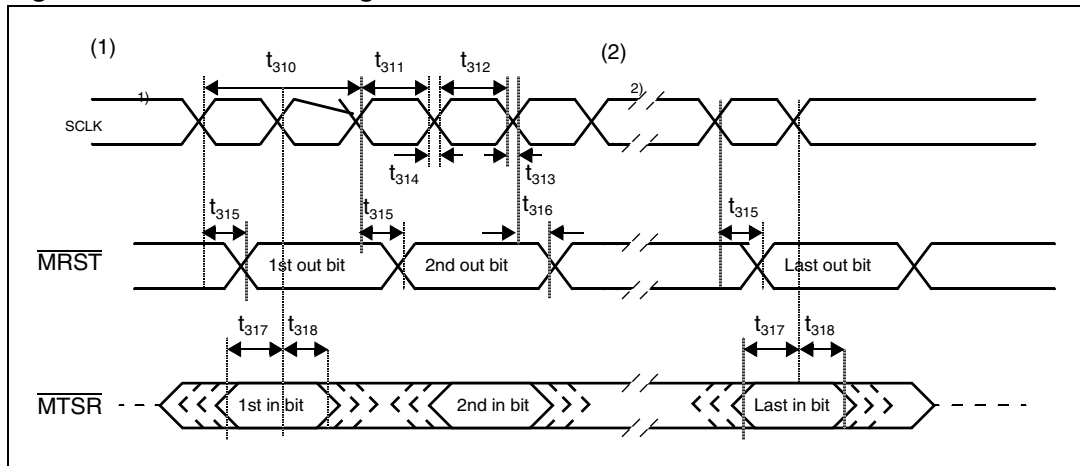 (1)
(2)
t310
t311
t312
1)
2)
SCLK
t314
t313
t315
t315
t316
t315
MRST
1st out bit
2nd out bit
Last out bit
t317
t318
t317
t318
MTSR
1st in bit
2nd in bit
Last in bit